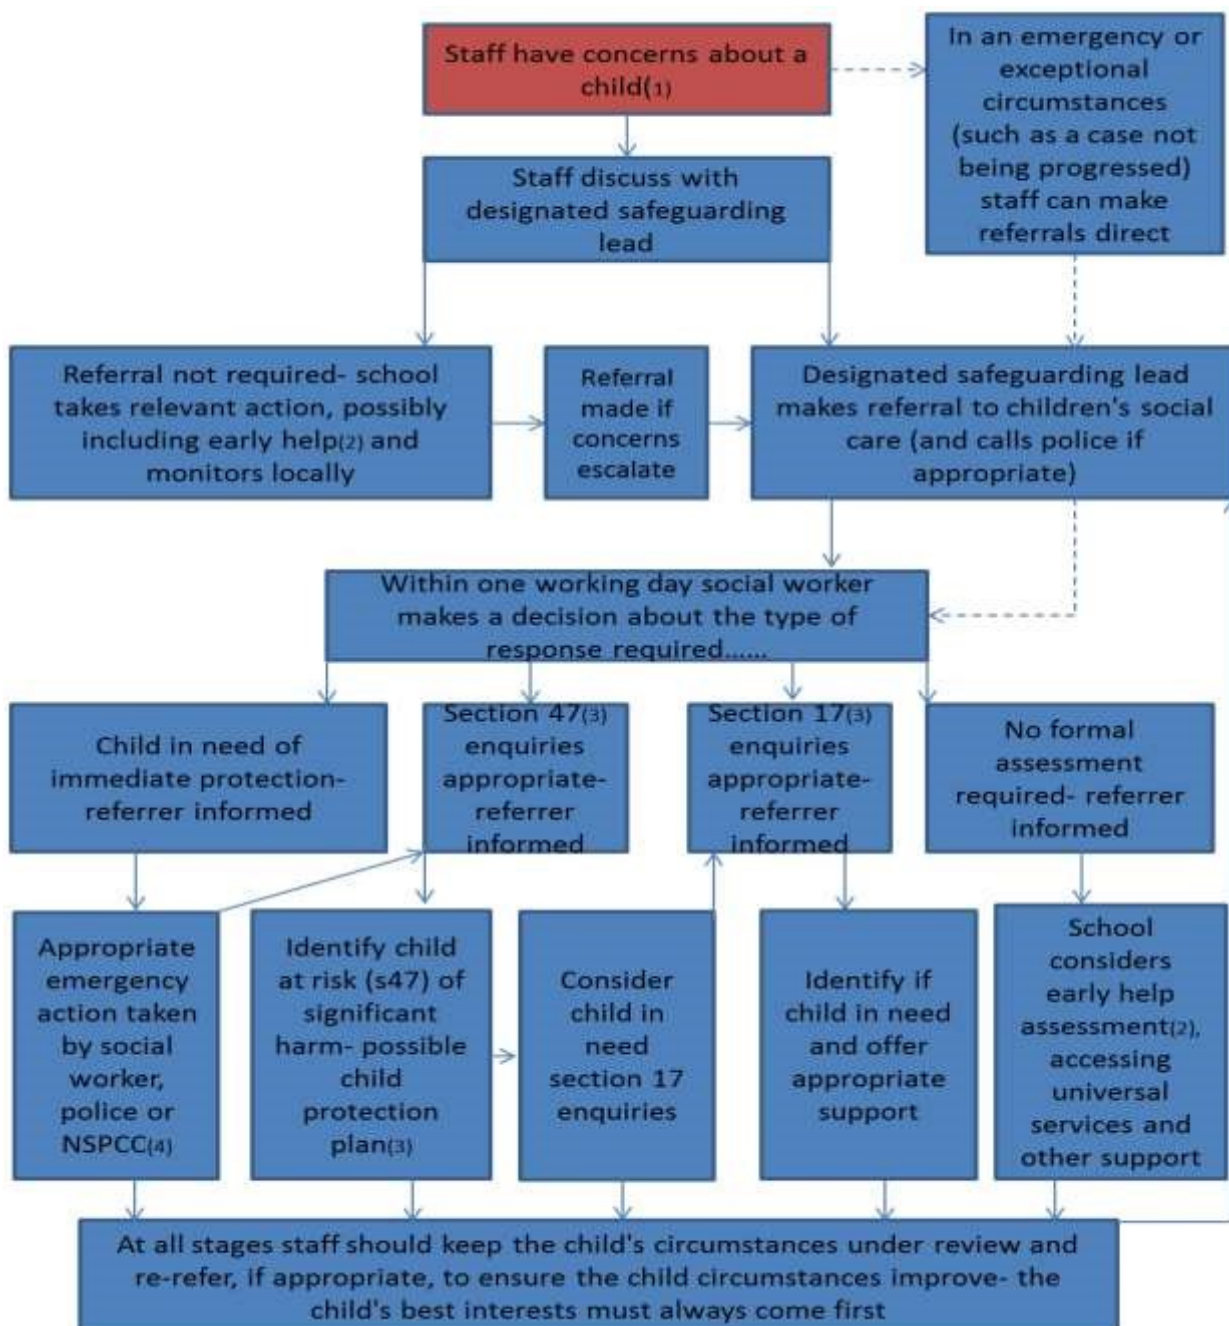 Staff have concerns about a
child(1)
In an emergency or
exceptional
circumstances
(such as a case not
being progressed)
staff can make
referrals direct
Staff discuss with
designated safeguarding
lead
Referral not required- school
takes relevant action, possibly
including early help(2) and
monitors locally
Referral
made if
concerns
escalate
Designated safeguarding lead
makes referral to children's social
care (and calls police if
appropriate)
Within one working day social worker
makes a decision about the type of
response required......
Child in need of
immediate protection-
referrer informed
Section 47(3)
enquiries
appropriate-
referrer
informed
Section 17(3)
enquiries
appropriate-
referrer
informed
No formal
assessment
required- referrer
informed
Appropriate
emergency
action taken
by social
worker,
police or
NSPCC(4)
Identify child
at risk (s47) of
significant
harm- possible
child
protection
plan(3)
Consider
child in
need
section 17
enquiries
Identify if
child in need
and offer
appropriate
support
School
considers
early help
assessment(2),
accessing
universal
services and
other support
At all stages staff should keep the child's circumstances under review and
re-refer, if appropriate, to ensure the child circumstances improve- the
child's best interests must always come first